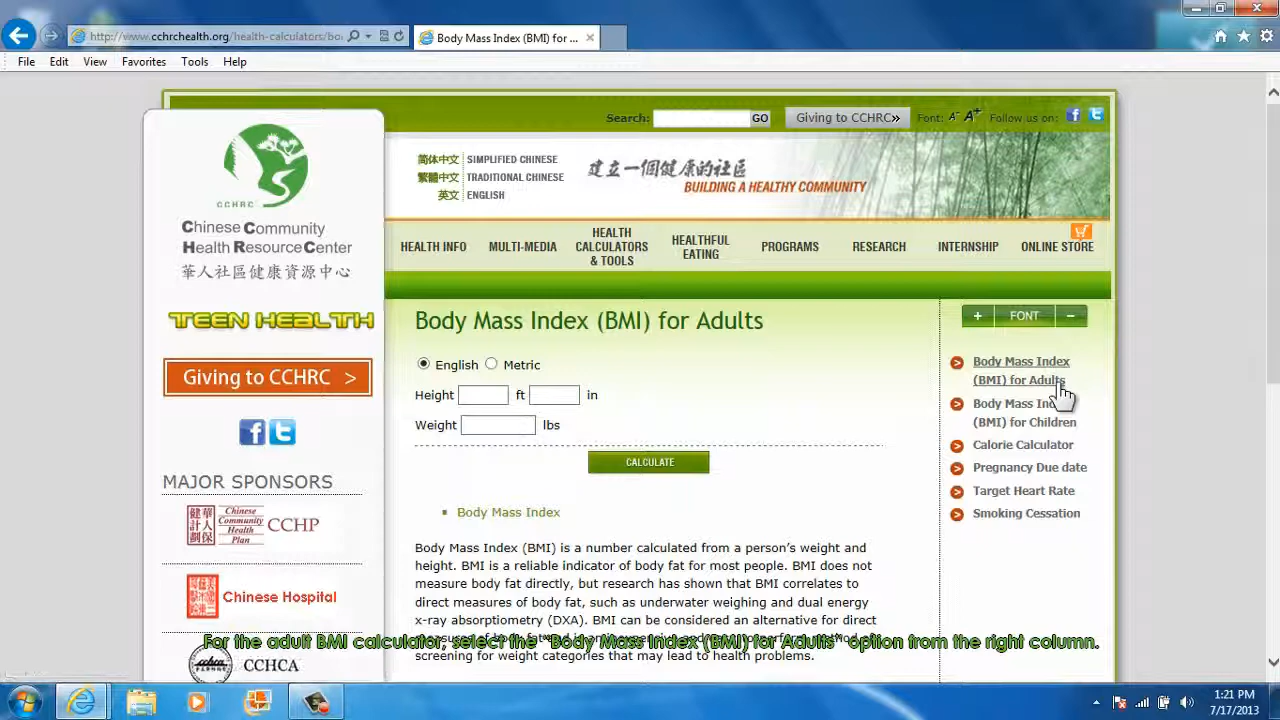 http://www.cchrchealth.org/health-calculators/bo
Body Mass Index (BMI) for ...
File Edit View Favorites Tools Help
Search: GO Giving to CCHRC» Font: A- A+ Follow us on:
简体中文 SIMPLIFIED CHINESE
繁體中文 TRADITIONAL CHINESE
英文 ENGLISH
建立一個健康的社區
BUILDING A HEALTHY COMMUNITY
CCHRC
Chinese Community
Health Resource Center
華人社區健康資源中心
HEALTH INFO
MULTI-MEDIA
HEALTH
CALCULATORS
& TOOLS
HEALTHFUL
EATING
PROGRAMS
RESEARCH
INTERNSHIP
ONLINE STORE
TEEN HEALTH
Giving to CCHRC >
MAJOR SPONSORS
Chinese
Community
Health
Plan
CCHP
Chinese Hospital
CCHCA
Body Mass Index (BMI) for Adults
English Metric
Height ft in
Weight lbs
CALCULATE
Body Mass Index
Body Mass Index (BMI) is a number calculated from a person's weight and
height. BMI is a reliable indicator of body fat for most people. BMI does not
measure body fat directly, but research has shown that BMI correlates to
direct measures of body fat, such as underwater weighing and dual energy
x-ray absorptiometry (DXA). BMI can be considered an alternative for direct
screening for weight categories that may lead to health problems.
+ FONT −
Body Mass Index
(BMI) for Adults
Body Mass In
(BMI) for Children
Calorie Calculator
Pregnancy Due date
Target Heart Rate
Smoking Cessation
For the adult BMI calculator, select the "Body Mass Index (BMI) for Adults" option from the right column.
1:21 PM
7/17/2013